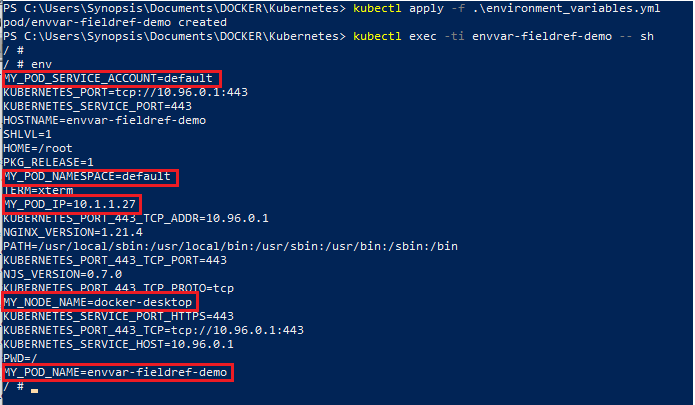 PS C:\Users\Synopsis\Documents\DOCKER\Kubernetes> kubectl apply -f .\environment_variables.yml
pod/envvar-fieldref-demo created
PS C:\Users\Synopsis\Documents\DOCKER\Kubernetes> kubectl exec -ti envvar-fieldref-demo -- sh
/ #
/ # env
MY_POD_SERVICE_ACCOUNT=default
KUBERNETES_PORT=tcp://10.96.0.1:443
KUBERNETES_SERVICE_PORT=443
HOSTNAME=envvar-fieldref-demo
SHLVL=1
HOME=/root
PKG_RELEASE=1
MY_POD_NAMESPACE=default
TERM=xterm
MY_POD_IP=10.1.1.27
KUBERNETES_PORT_443_TCP_ADDR=10.96.0.1
NGINX_VERSION=1.21.4
PATH=/usr/local/sbin:/usr/local/bin:/usr/sbin:/usr/bin:/sbin:/bin
KUBERNETES_PORT_443_TCP_PORT=443
NJS_VERSION=0.7.0
KUBERNETES_PORT_443_TCP_PROTO=tcp
MY_NODE_NAME=docker-desktop
KUBERNETES_SERVICE_PORT_HTTPS=443
KUBERNETES_PORT_443_TCP=tcp://10.96.0.1:443
KUBERNETES_SERVICE_HOST=10.96.0.1
PWD=/
MY_POD_NAME=envvar-fieldref-demo
/ #